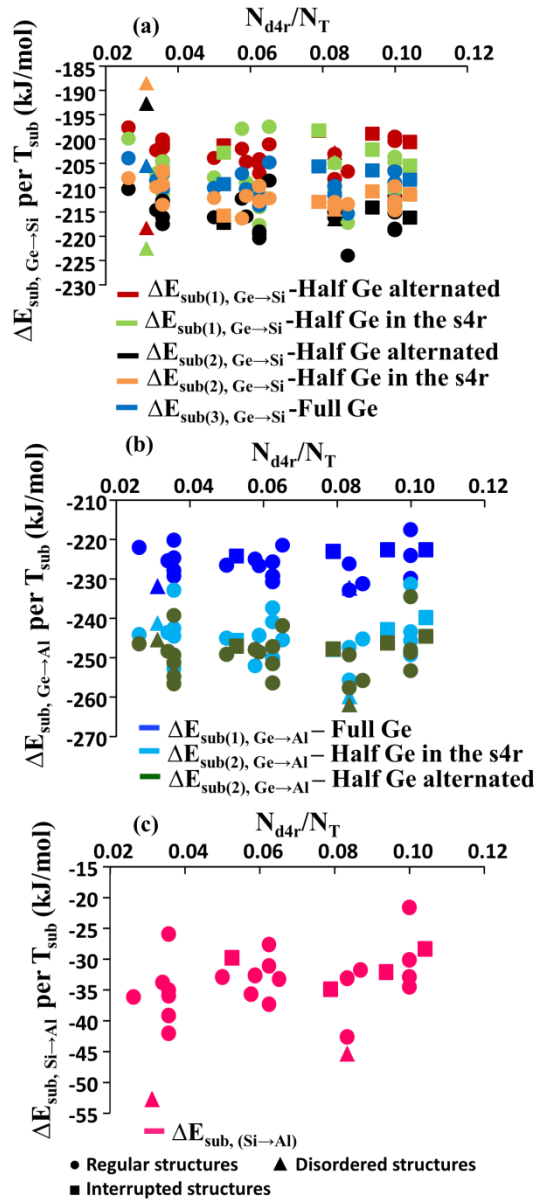 N_d4r/N_T
(a)
0.02 0.04 0.06 0.08 0.10 0.12
-185
-190
-195
-200
-205
-210
-215
-220
-225
-230
ΔE_sub, Ge→Si per T_sub (kJ/mol)
ΔE_sub(1), Ge→Si -Half Ge alternated
ΔE_sub(1), Ge→Si -Half Ge in the s4r
ΔE_sub(2), Ge→Si -Half Ge alternated
ΔE_sub(2), Ge→Si -Half Ge in the s4r
ΔE_sub(3), Ge→Si -Full Ge
(b)
N_d4r/N_T
0.02 0.04 0.06 0.08 0.10 0.12
-210
-220
-230
-240
-250
-260
-270
ΔE_sub, Ge→Al per T_sub (kJ/mol)
ΔE_sub(1), Ge→Al – Full Ge
ΔE_sub(2), Ge→Al – Half Ge in the s4r
ΔE_sub(2), Ge→Al – Half Ge alternated
(c)
N_d4r/N_T
0.02 0.04 0.06 0.08 0.10 0.12
-15
-20
-25
-30
-35
-40
-45
-50
-55
ΔE_sub, Si→Al per T_sub (kJ/mol)
ΔE_sub, (Si→Al)
Regular structures Disordered structures
Interrupted structures